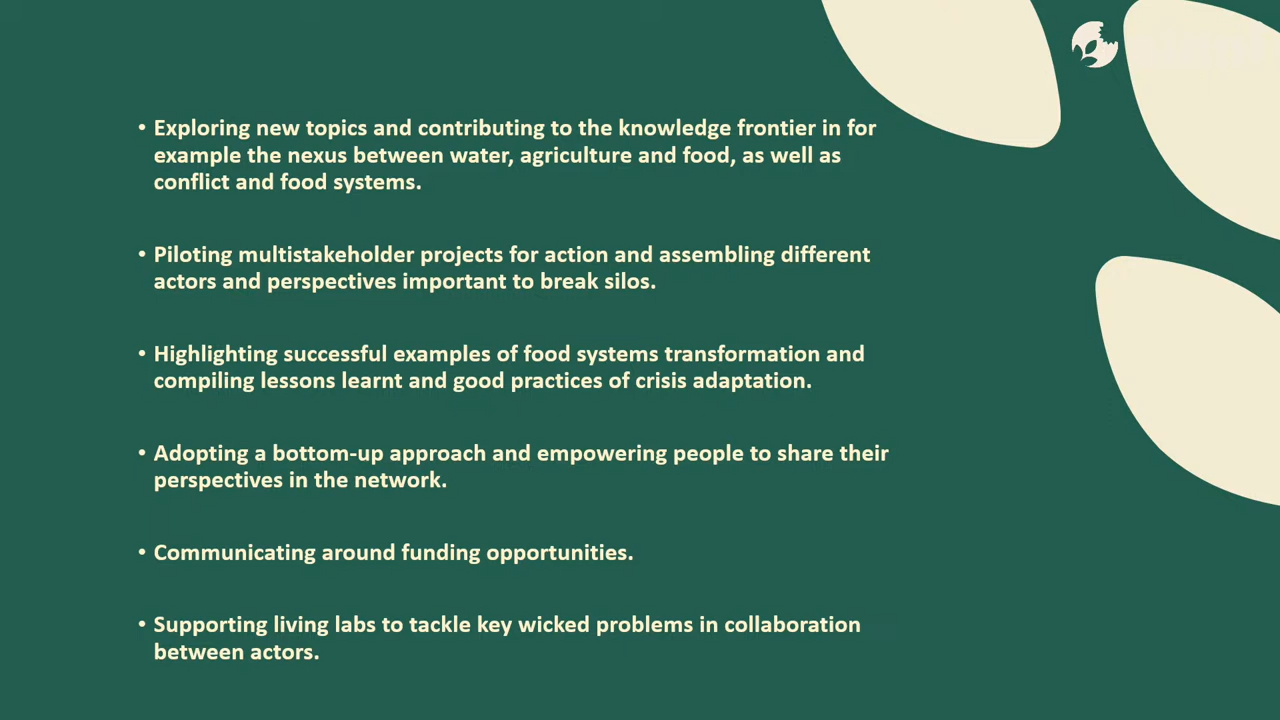 • Exploring new topics and contributing to the knowledge frontier in for
example the nexus between water, agriculture and food, as well as
conflict and food systems.
• Piloting multistakeholder projects for action and assembling different
actors and perspectives important to break silos.
• Highlighting successful examples of food systems transformation and
compiling lessons learnt and good practices of crisis adaptation.
• Adopting a bottom-up approach and empowering people to share their
perspectives in the network.
• Communicating around funding opportunities.
• Supporting living labs to tackle key wicked problems in collaboration
between actors.